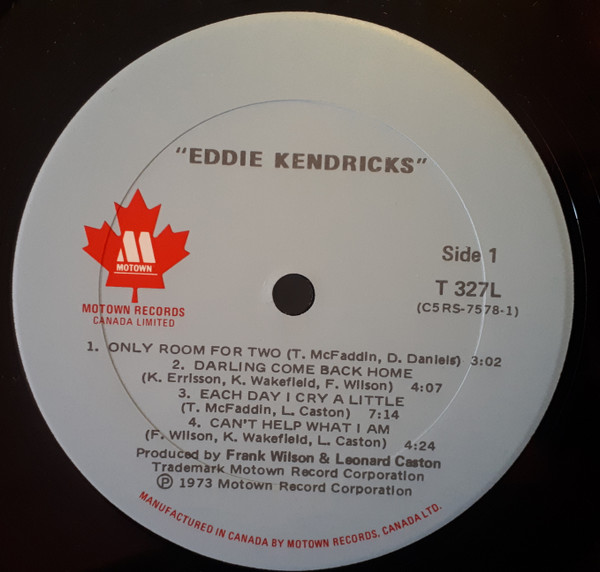 "EDDIE KENDRICKS"
M
MOTOWN
MOTOWN RECORDS
CANADA LIMITED
Side 1
T 327L
(C5RS-7578-1)
1. ONLY ROOM FOR TWO (T. McFaddin, D. Daniels) 3:02
2. DARLING COME BACK HOME
(K. Errisson, K. Wakefield, F. Wilson) 4:07
3. EACH DAY I CRY A LITTLE
(T. McFaddin, L. Caston) 7:14
4. CAN'T HELP WHAT I AM
(F. Wilson, K. Wakefield, L. Caston) 4:24
Produced by Frank Wilson & Leonard Caston
Trademark Motown Record Corporation
℗ 1973 Motown Record Corporation
MANUFACTURED IN CANADA BY MOTOWN RECORDS, CANADA LTD.